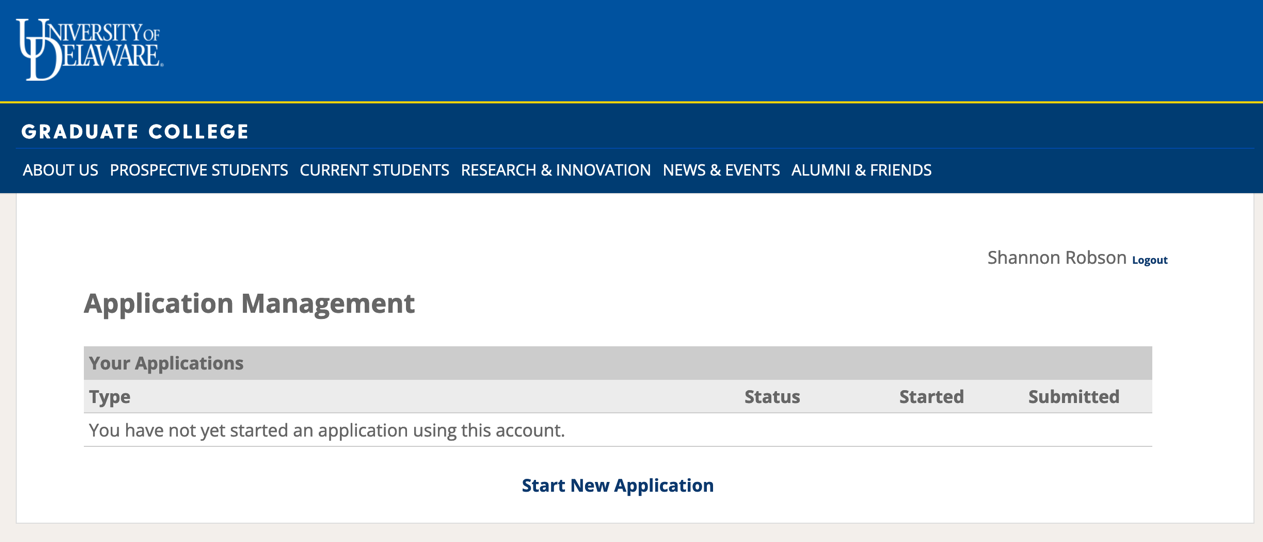 UNIVERSITY OF
DELAWARE.
GRADUATE COLLEGE
ABOUT US PROSPECTIVE STUDENTS CURRENT STUDENTS RESEARCH & INNOVATION NEWS & EVENTS ALUMNI & FRIENDS
Shannon Robson Logout
Application Management
Your Applications
Type Status Started Submitted
You have not yet started an application using this account.
Start New Application